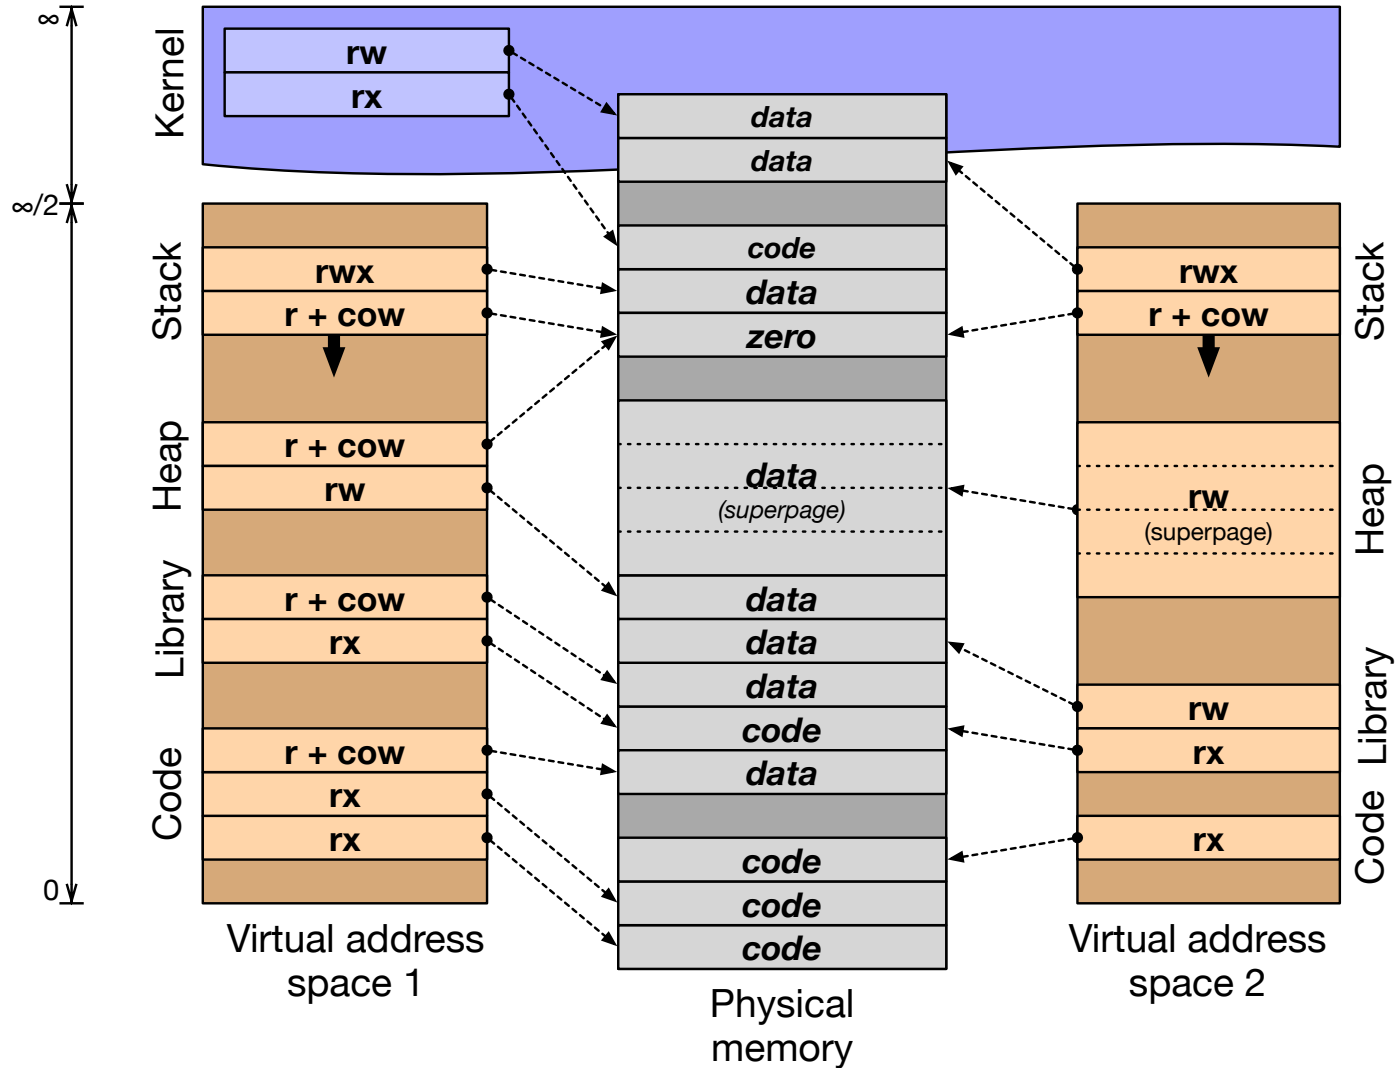 ∞
Kernel
rw
rx
∞/2
0
Stack
rwx
r + cow
Heap
r + cow
rw
Library
r + cow
rx
Code
r + cow
rx
rx
Virtual address
space 1
data
data
code
data
zero
data
(superpage)
data
data
data
code
data
code
code
code
Physical
memory
Stack
rwx
r + cow
Heap
rw
(superpage)
Library
rw
rx
Code
rx
Virtual address
space 2